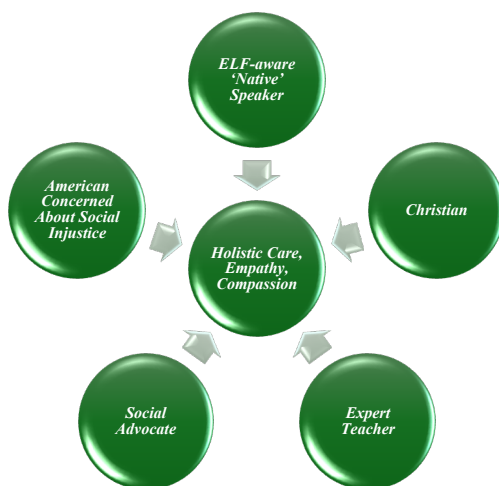 ELF-aware
‘Native’
Speaker
American
Concerned
About Social
Injustice
Christian
Holistic Care,
Empathy,
Compassion
Social
Advocate
Expert
Teacher